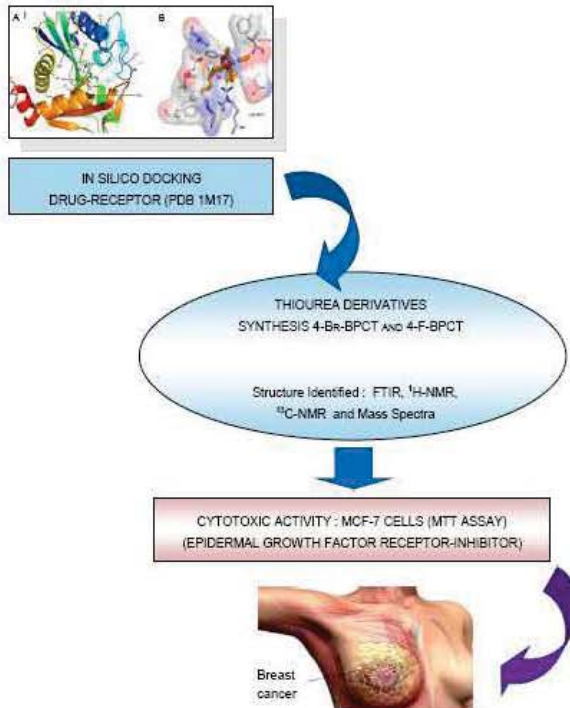 A
B
IN SILICO DOCKING
DRUG-RECEPTOR (PDB 1M17)
THIOUREA DERIVATIVES
SYNTHESIS 4-BR-BPCT AND 4-F-BPCT
Structure Identified : FTIR, ¹H-NMR,
¹³C-NMR and Mass Spectra
CYTOTOXIC ACTIVITY : MCF-7 CELLS (MTT ASSAY)
(EPIDERMAL GROWTH FACTOR RECEPTOR-INHIBITOR)
Breast
cancer